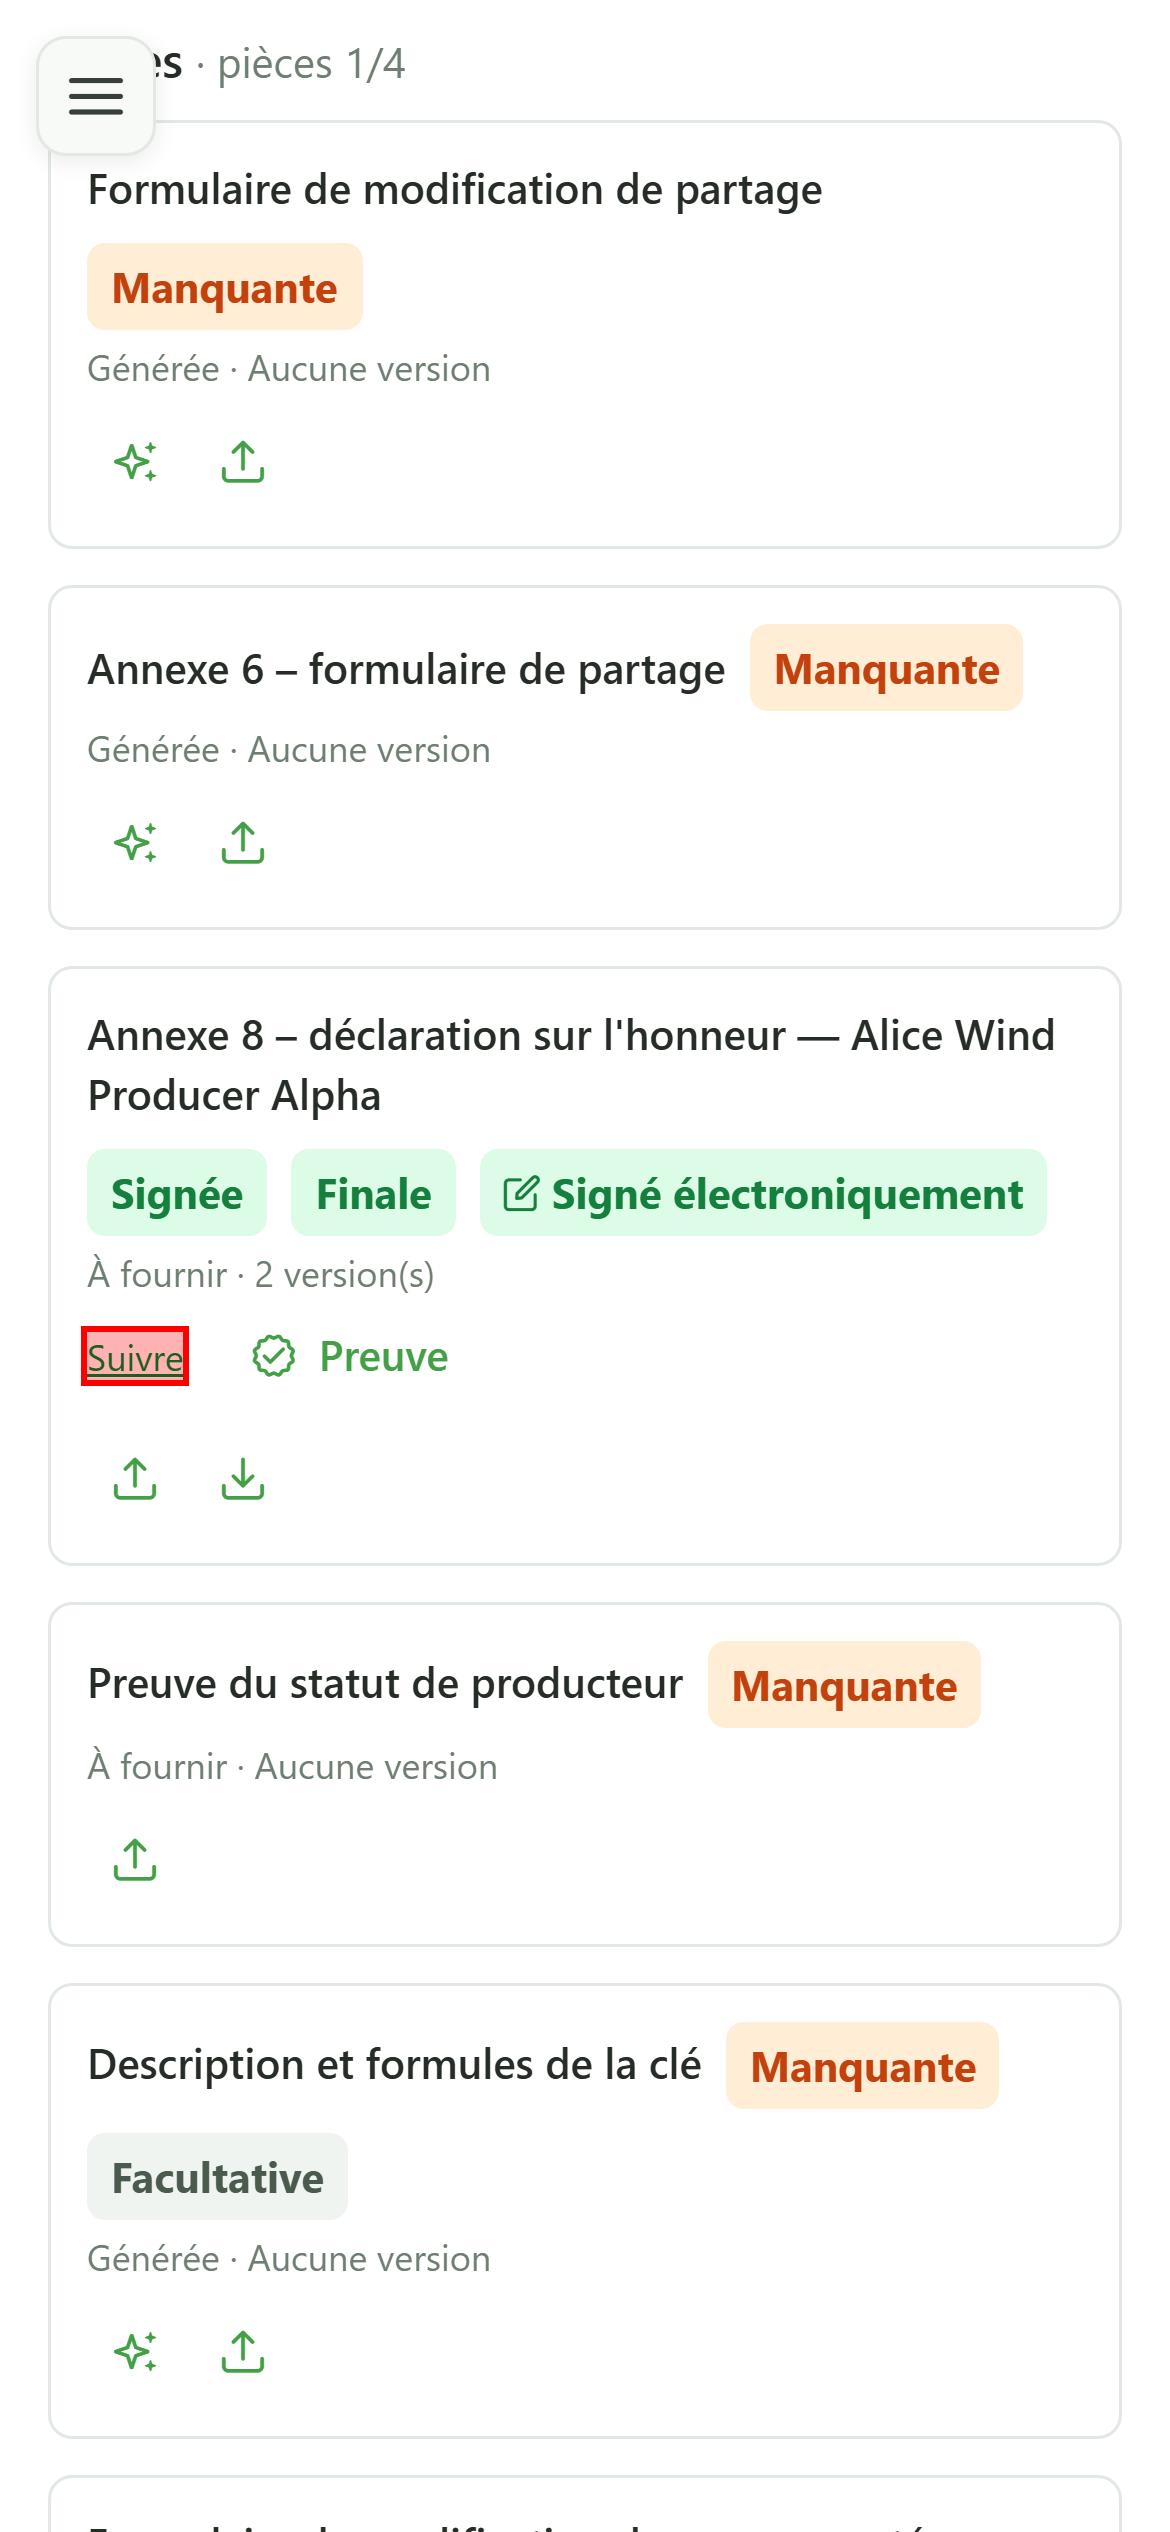 es · pièces 1/4
Formulaire de modification de partage
Manquante
Générée · Aucune version
Annexe 6 – formulaire de partage Manquante
Générée · Aucune version
Annexe 8 – déclaration sur l'honneur — Alice Wind
Producer Alpha
Signée Finale Signé électroniquement
À fournir · 2 version(s)
Suivre Preuve
Preuve du statut de producteur Manquante
À fournir · Aucune version
Description et formules de la clé Manquante
Facultative
Générée · Aucune version